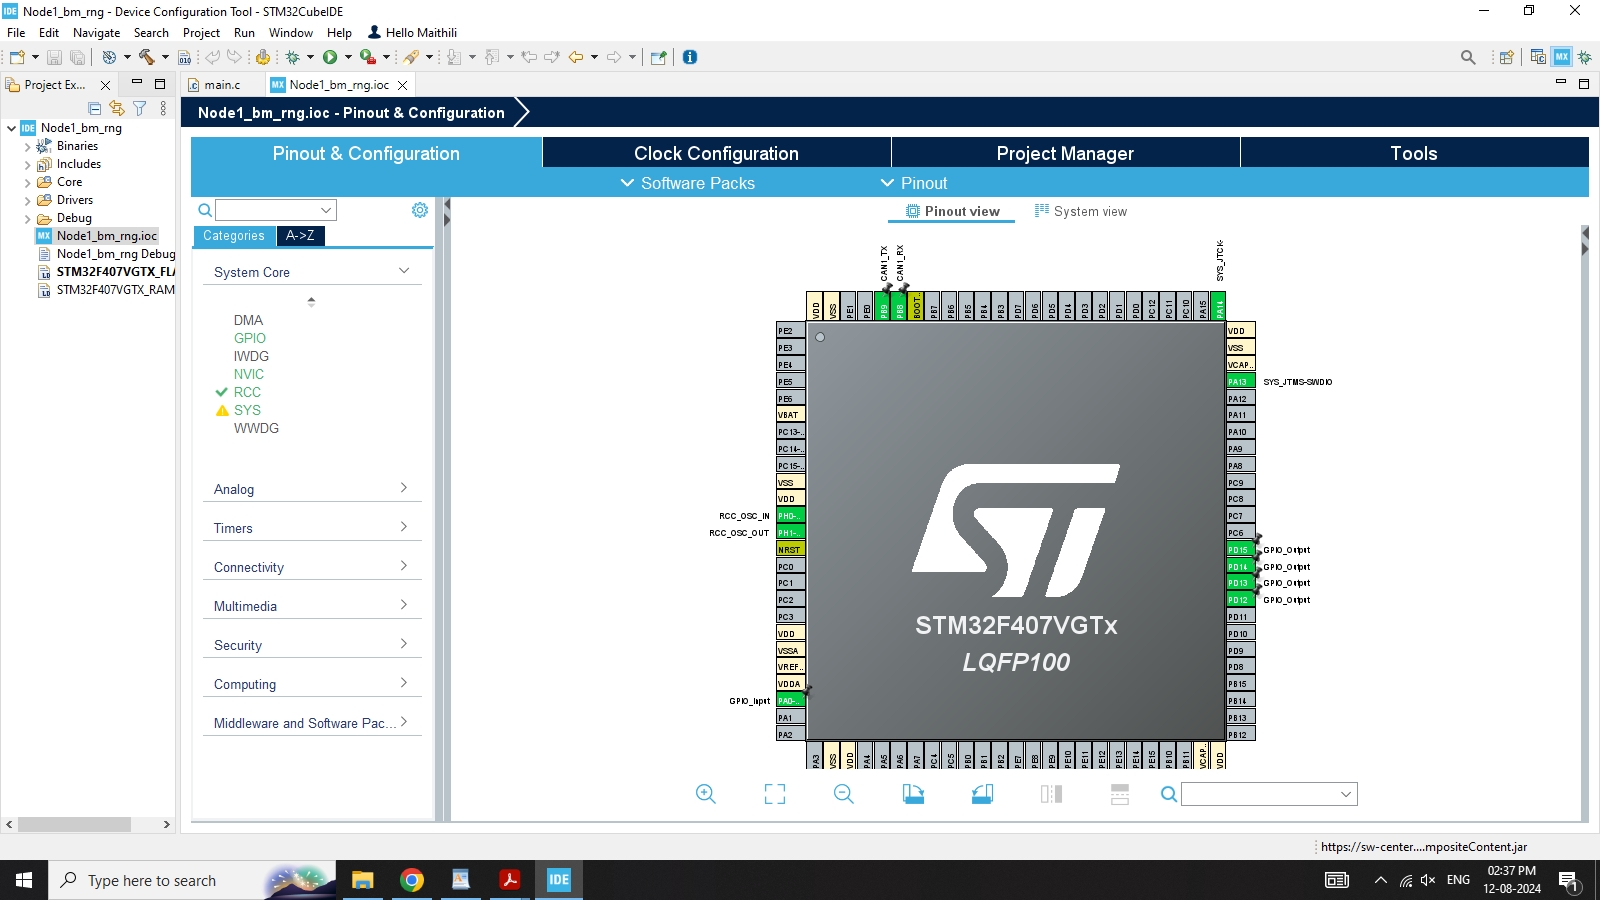 IDE Node1_bm_rng - Device Configuration Tool - STM32CubeIDE
File Edit Navigate Search Project Run Window Help Hello Maithili
Project Ex...
main.c
MX Node1_bm_rng.ioc
IDE Node1_bm_rng
Binaries
Includes
Core
Drivers
Debug
MX Node1_bm_rng.ioc
Node1_bm_rng Debug
STM32F407VGTX_FLA
STM32F407VGTX_RAM
Node1_bm_rng.ioc - Pinout & Configuration
Pinout & Configuration
Clock Configuration
Project Manager
Tools
Software Packs
Pinout
Categories
A->Z
System Core
DMA
GPIO
IWDG
NVIC
RCC
SYS
WWDG
Analog
Timers
Connectivity
Multimedia
Security
Computing
Middleware and Software Pac...
Pinout view
System view
CAN1_TX
CAN1_RX
SYS_JTCK-
VDD
VSS
PE1
PE0
PB9
PB8
BOOT..
PB7
PB6
PB5
PB4
PB3
PD7
PD6
PD5
PD4
PD3
PD2
PD1
PD0
PC12
PC11
PC10
PA15
PA14
PE2
PE3
PE4
PE5
PE6
VBAT
PC13-..
PC14-..
PC15-..
VSS
VDD
RCC_OSC_IN PH0-..
RCC_OSC_OUT PH1-..
NRST
PC0
PC1
PC2
PC3
VDD
VSSA
VREF..
VDDA
GPIO_Input PA0-..
PA1
PA2
ST
STM32F407VGTx
LQFP100
VDD
VSS
VCAP..
PA13 SYS_JTMS-SWDIO
PA12
PA11
PA10
PA9
PA8
PC9
PC8
PC7
PC6
PD15 GPIO_Output
PD14 GPIO_Output
PD13 GPIO_Output
PD12 GPIO_Output
PD11
PD10
PD9
PD8
PB15
PB14
PB13
PB12
PA3
VSS
VDD
PA4
PA5
PA6
PA7
PC4
PC5
PB0
PB1
PB2
PE7
PE8
PE9
PE10
PE11
PE12
PE13
PE14
PE15
PB10
PB11
VCAP..
VDD
https://sw-center....mpositeContent.jar
Type here to search
IDE
ENG
02:37 PM
12-08-2024
1